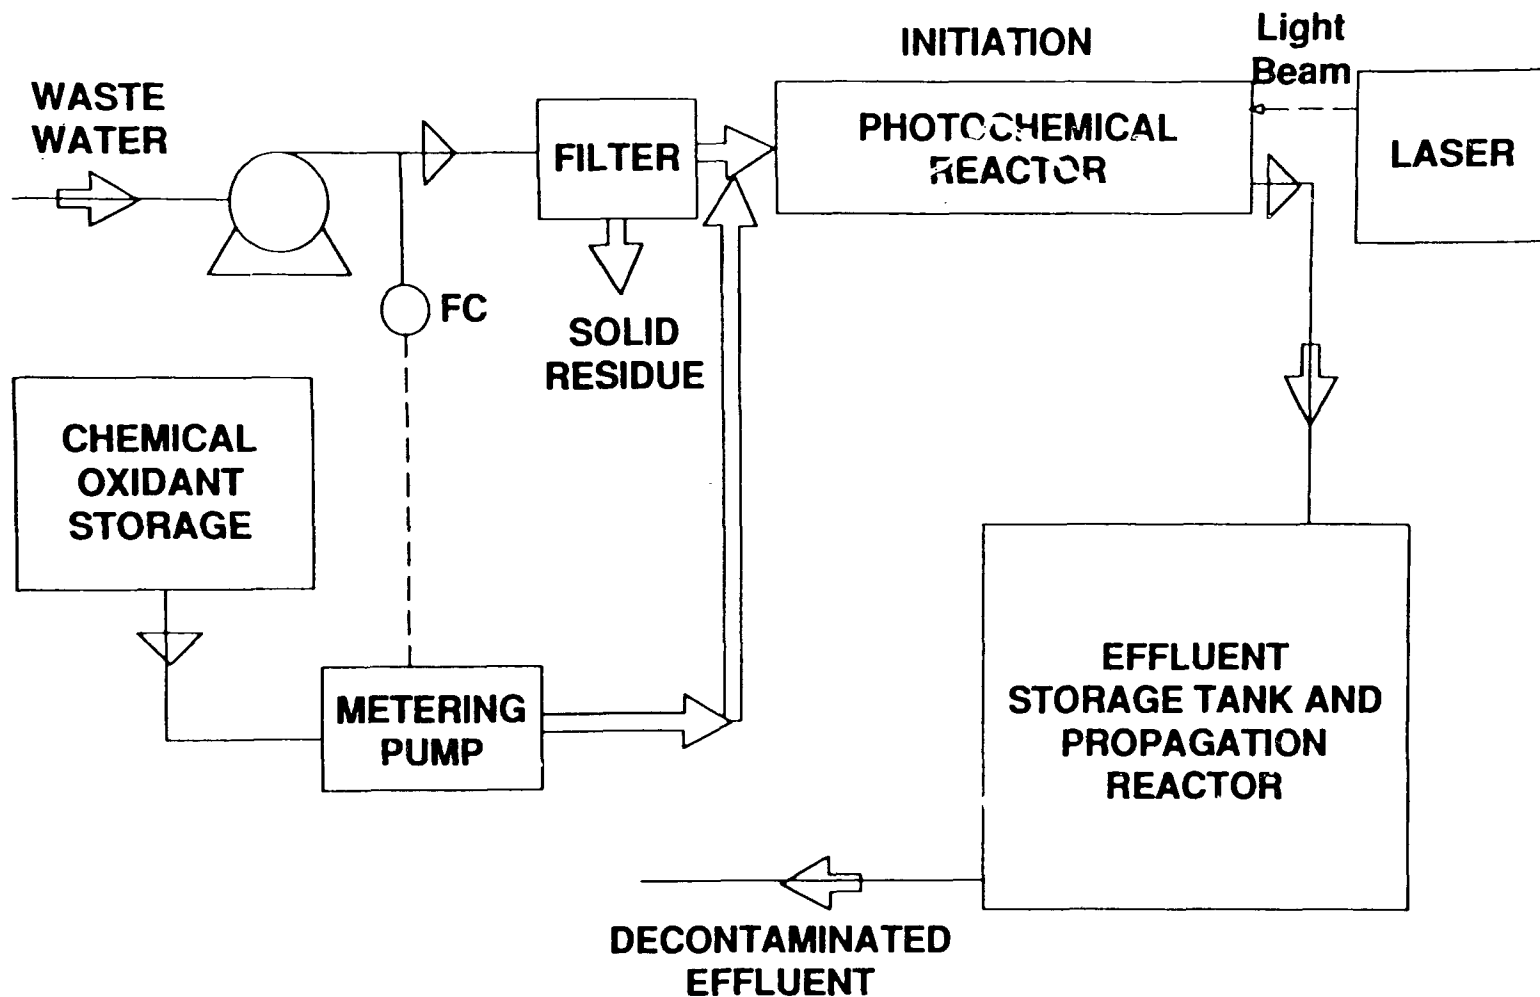 INITIATION
Light
Beam
WASTE
WATER
FILTER
PHOTOCHEMICAL
REACTOR
LASER
FC
SOLID
RESIDUE
CHEMICAL
OXIDANT
STORAGE
METERING
PUMP
EFFLUENT
STORAGE TANK AND
PROPAGATION
REACTOR
DECONTAMINATED
EFFLUENT